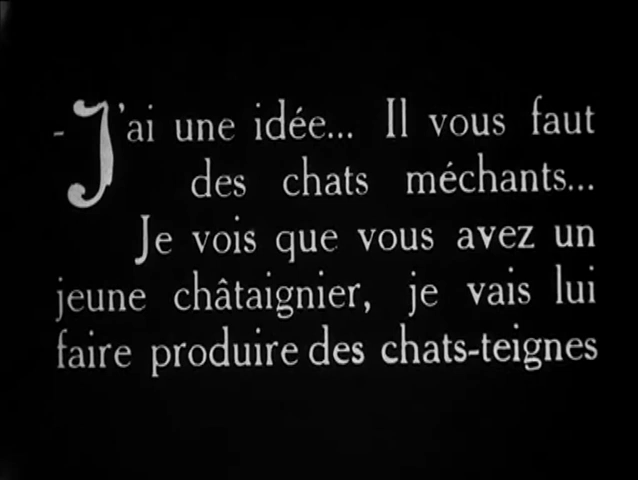 - J'ai une idée... Il vous faut
des chats méchants...
Je vois que vous avez un
jeune châtaignier, je vais lui
faire produire des chats-teignes